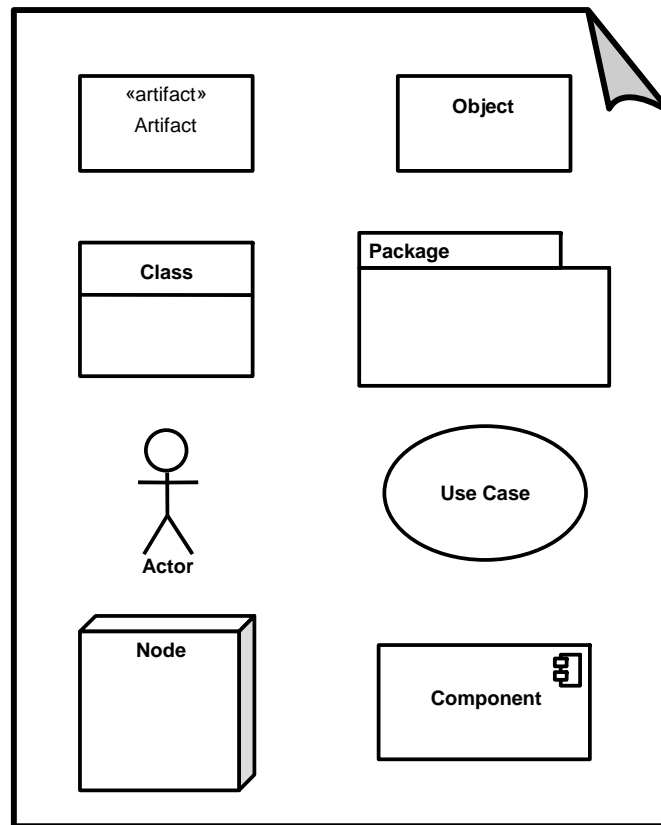 «artifact»
Artifact
Object
Class
Package
Actor
Use Case
Node
Component